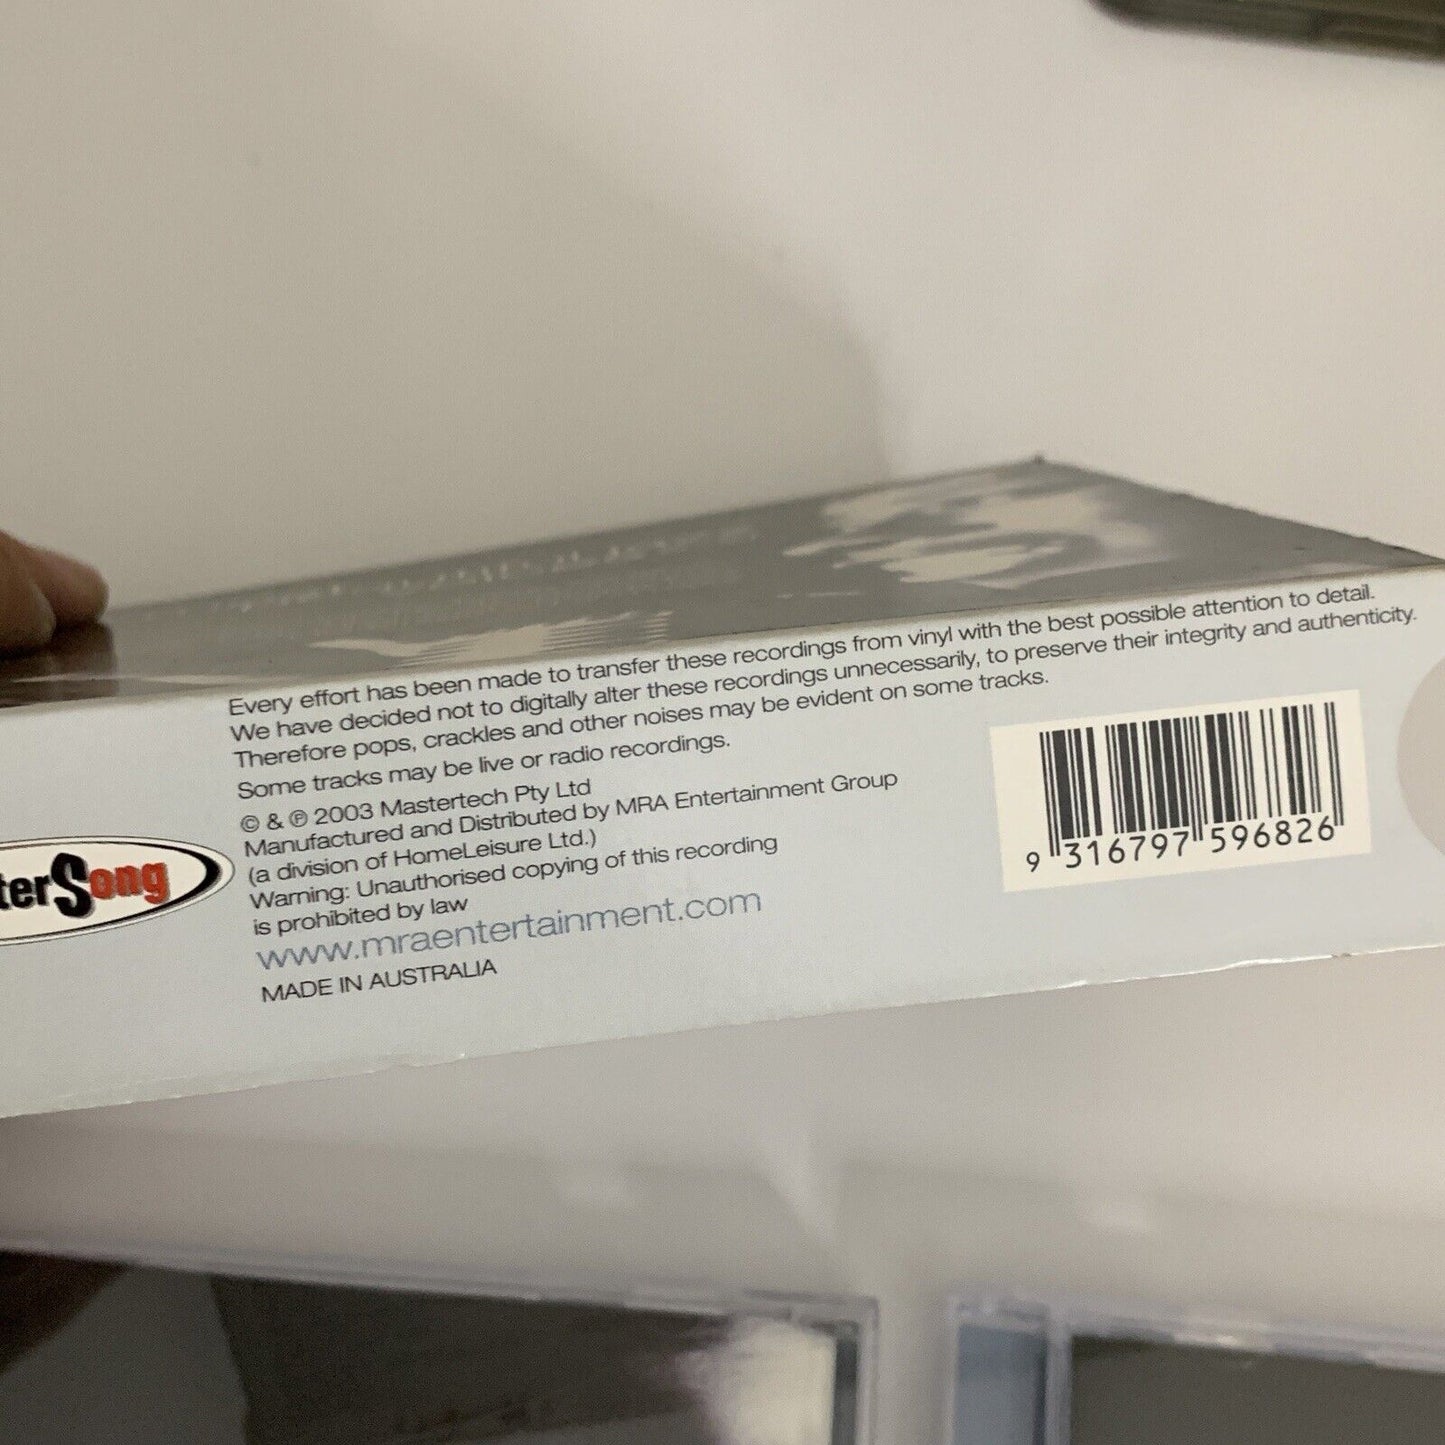 Every effort has been made to transfer these recordings from vinyl with the best possible attention to detail.
We have decided not to digitally alter these recordings unnecessarily, to preserve their integrity and authenticity.
Therefore pops, crackles and other noises may be evident on some tracks.
Some tracks may be live or radio recordings.
© & ℗ 2003 Mastertech Pty Ltd
Manufactured and Distributed by MRA Entertainment Group
(a division of HomeLeisure Ltd.)
Warning: Unauthorised copying of this recording
is prohibited by law
www.mraentertainment.com
MADE IN AUSTRALIA
terSong
9 316797 596826